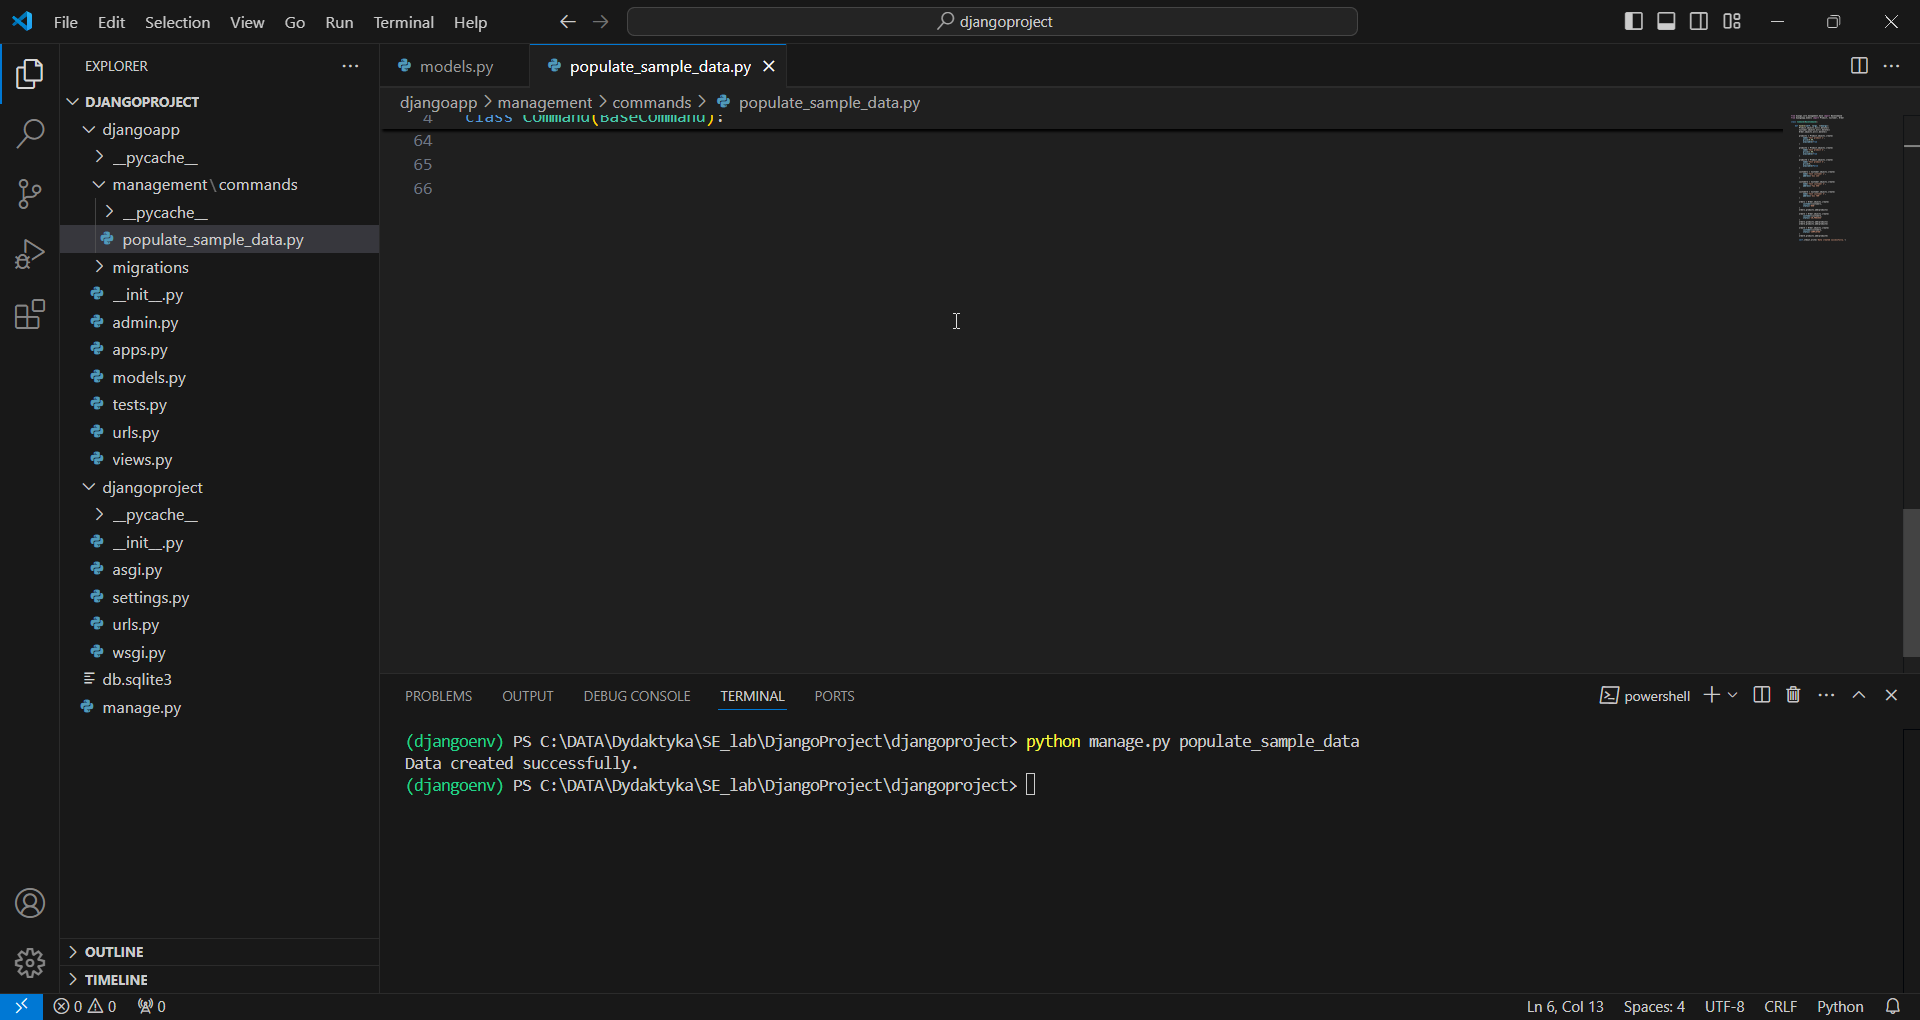 File Edit Selection View Go Run Terminal Help
djangoproject
EXPLORER
models.py
populate_sample_data.py
DJANGOPROJECT
djangoapp
__pycache__
management\commands
__pycache__
populate_sample_data.py
migrations
__init__.py
admin.py
apps.py
models.py
tests.py
urls.py
views.py
djangoproject
__pycache__
__init__.py
asgi.py
settings.py
urls.py
wsgi.py
db.sqlite3
manage.py
OUTLINE
TIMELINE
djangoapp > management > commands > populate_sample_data.py
4 class Command(BaseCommand):
64
65
66
PROBLEMS OUTPUT DEBUG CONSOLE TERMINAL PORTS
powershell
(djangoenv) PS C:\DATA\Dydaktyka\SE_lab\DjangoProject\djangoproject> python manage.py populate_sample_data
Data created successfully.
(djangoenv) PS C:\DATA\Dydaktyka\SE_lab\DjangoProject\djangoproject>
0 0 0
Ln 6, Col 13 Spaces: 4 UTF-8 CRLF Python